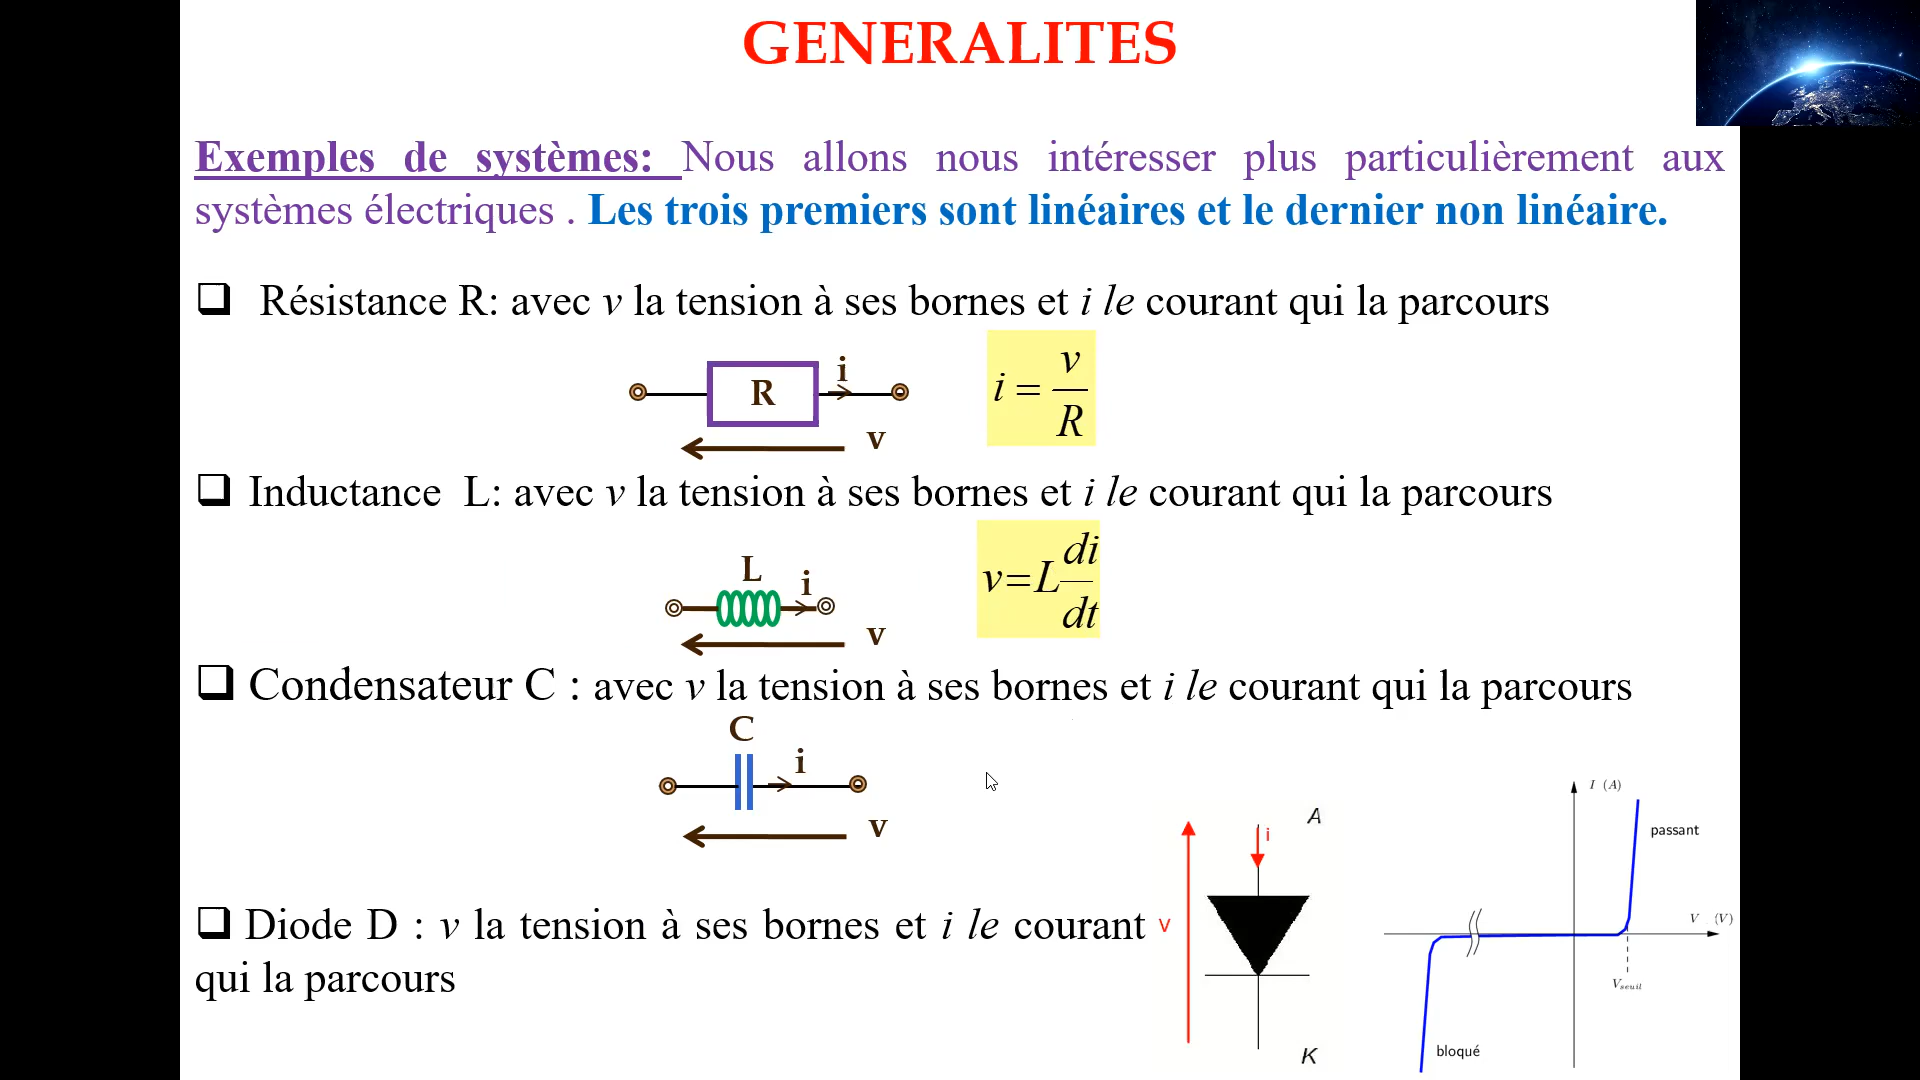 GENERALITES
Exemples de systèmes: Nous allons nous intéresser plus particulièrement aux
systèmes électriques . Les trois premiers sont linéaires et le dernier non linéaire.
❑ Résistance R: avec v la tension à ses bornes et i le courant qui la parcours
R
i
v
i = v/R
❑ Inductance L: avec v la tension à ses bornes et i le courant qui la parcours
L
i
v
v=L di/dt
❑ Condensateur C : avec v la tension à ses bornes et i le courant qui la parcours
C
i
v
❑ Diode D : v la tension à ses bornes et i le courant
qui la parcours
v
i
A
K
I (A)
passant
V (V)
Vseuil
bloqué